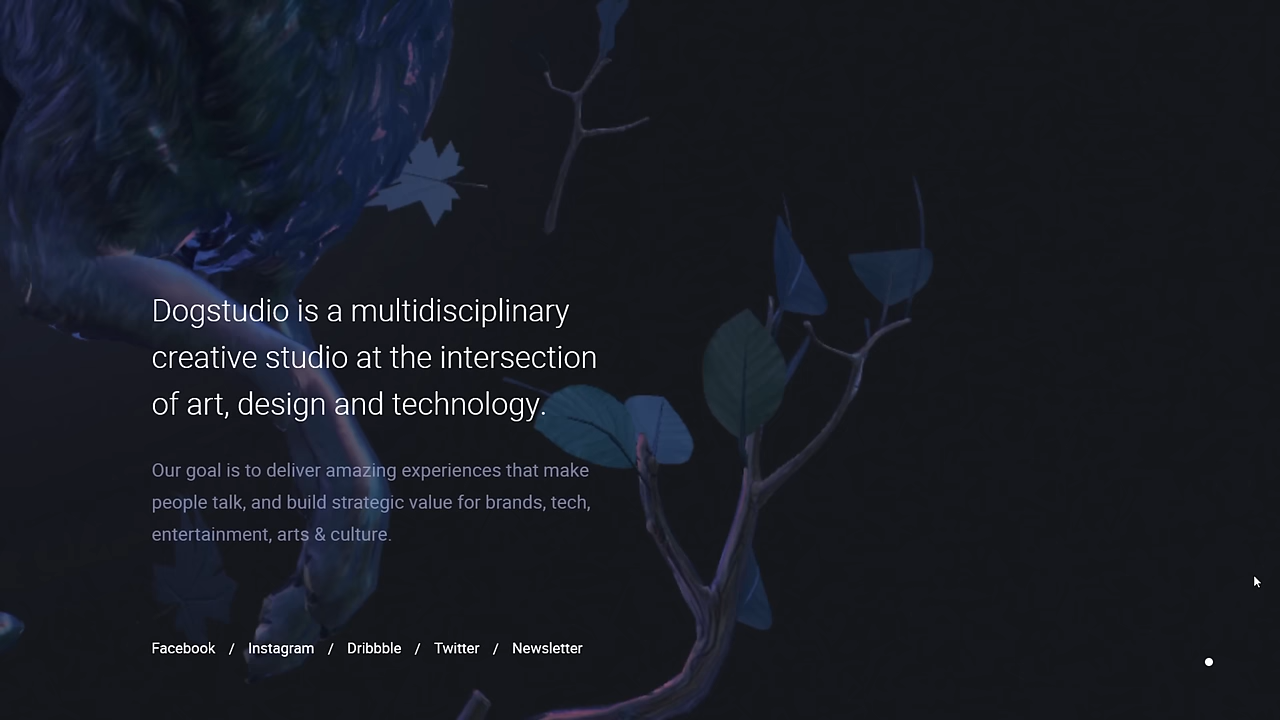 Dogstudio is a multidisciplinary
creative studio at the intersection
of art, design and technology.
Our goal is to deliver amazing experiences that make
people talk, and build strategic value for brands, tech,
entertainment, arts & culture.
Facebook / Instagram / Dribbble / Twitter / Newsletter